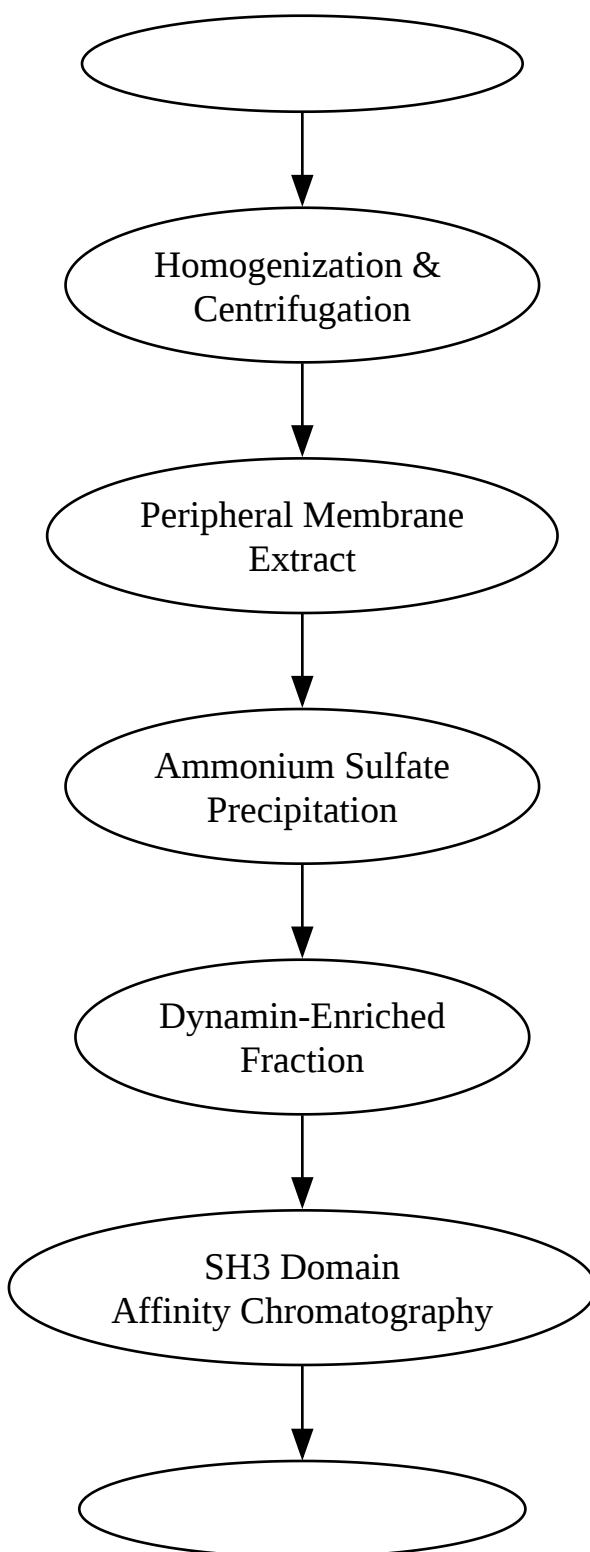 Homogenization &
Centrifugation
Peripheral Membrane
Extract
Ammonium Sulfate
Precipitation
Dynamin-Enriched
Fraction
SH3 Domain
Affinity Chromatography